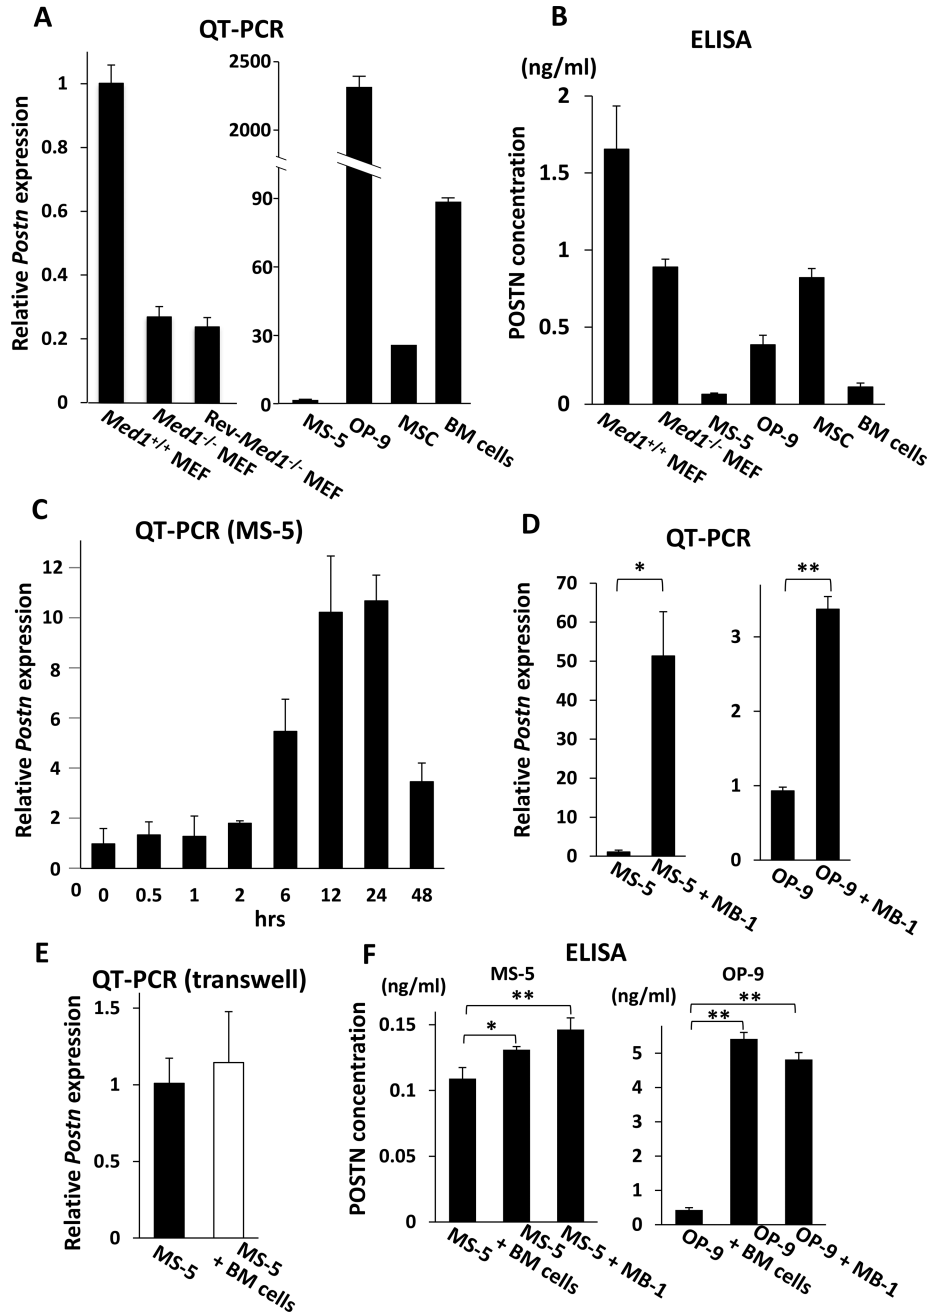 A
QT-PCR
Relative Postn expression
1
0.8
0.6
0.4
0.2
0
Med1+/+ MEF
Med1-/- MEF
Rev-Med1-/- MEF
2500
2000
90
60
30
0
MS-5
OP-9
MSC
BM cells
B
ELISA
(ng/ml)
POSTN concentration
2
1.5
1
0.5
0
Med1+/+ MEF
Med1-/- MEF
MS-5
OP-9
MSC
BM cells
C
QT-PCR (MS-5)
Relative Postn expression
12
10
8
6
4
2
0
0
0 0.5 1 2 6 12 24 48
hrs
D
QT-PCR
Relative Postn expression
70
60
50
40
30
20
10
0
*
MS-5
MS-5 + MB-1
3
2
1
0
**
OP-9
OP-9 + MB-1
E
QT-PCR (transwell)
Relative Postn expression
1.5
1
0.5
0
MS-5
MS-5
+ BM cells
F
ELISA
MS-5
(ng/ml)
POSTN concentration
0.15
0.1
0.05
0
**
*
MS-5
MS-5
+ BM cells
MS-5 + MB-1
OP-9
(ng/ml)
5
4
3
2
1
0
**
**
OP-9
OP-9
+ BM cells
OP-9 + MB-1